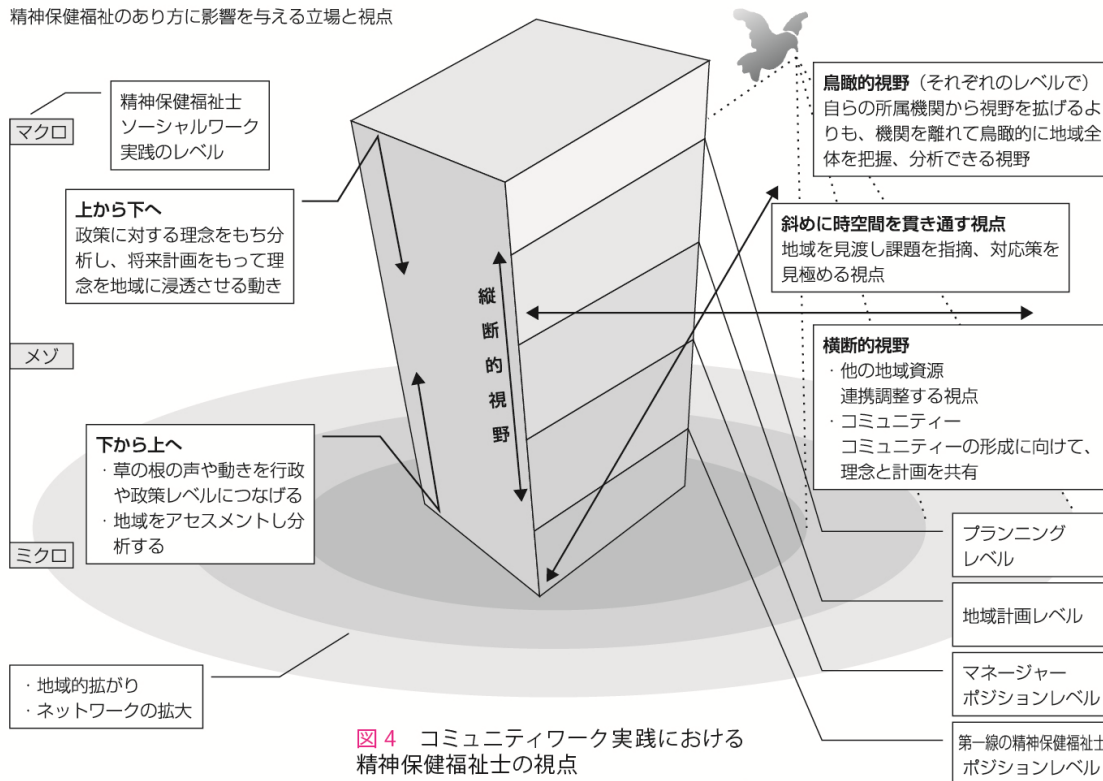 精神保健福祉のあり方に影響を与える立場と視点
マクロ
精神保健福祉士
ソーシャルワーク
実践のレベル
上から下へ
政策に対する理念をもち分
析し、将来計画をもって理
念を地域に浸透させる動き
メゾ
下から上へ
・草の根の声や動きを行政
や政策レベルにつなげる
・地域をアセスメントし分
析する
ミクロ
・地域的拡がり
・ネットワークの拡大
縦断的視野
鳥瞰的視野（それぞれのレベルで）
自らの所属機関から視野を拡げるよ
りも、機関を離れて鳥瞰的に地域全
体を把握、分析できる視野
斜めに時空間を貫き通す視点
地域を見渡し課題を指摘、対応策を
見極める視点
横断的視野
・他の地域資源
連携調整する視点
・コミュニティー
コミュニティーの形成に向けて、
理念と計画を共有
プランニング
レベル
地域計画レベル
マネージャー
ポジションレベル
第一線の精神保健福祉士
ポジションレベル
図 4 コミュニティワーク実践における
精神保健福祉士の視点